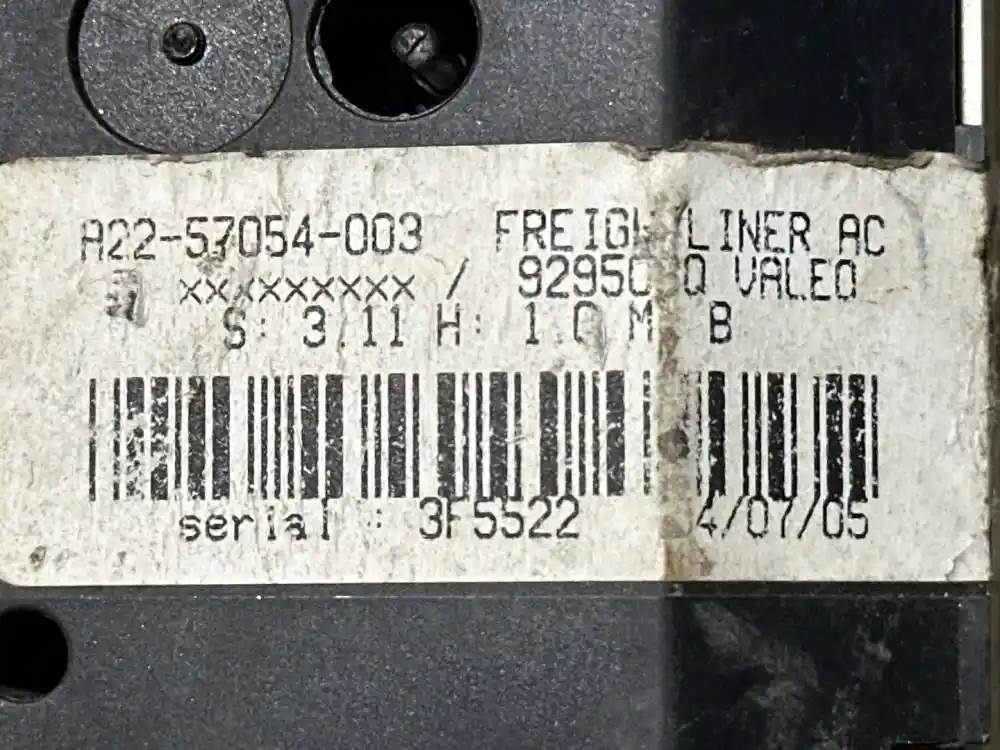 A22-57054-003 FREIGHTLINER AC
xxxxxxxxx / VALEO
S: 3.11 H: 1.0 B
serial : 3F5522 4/07/05